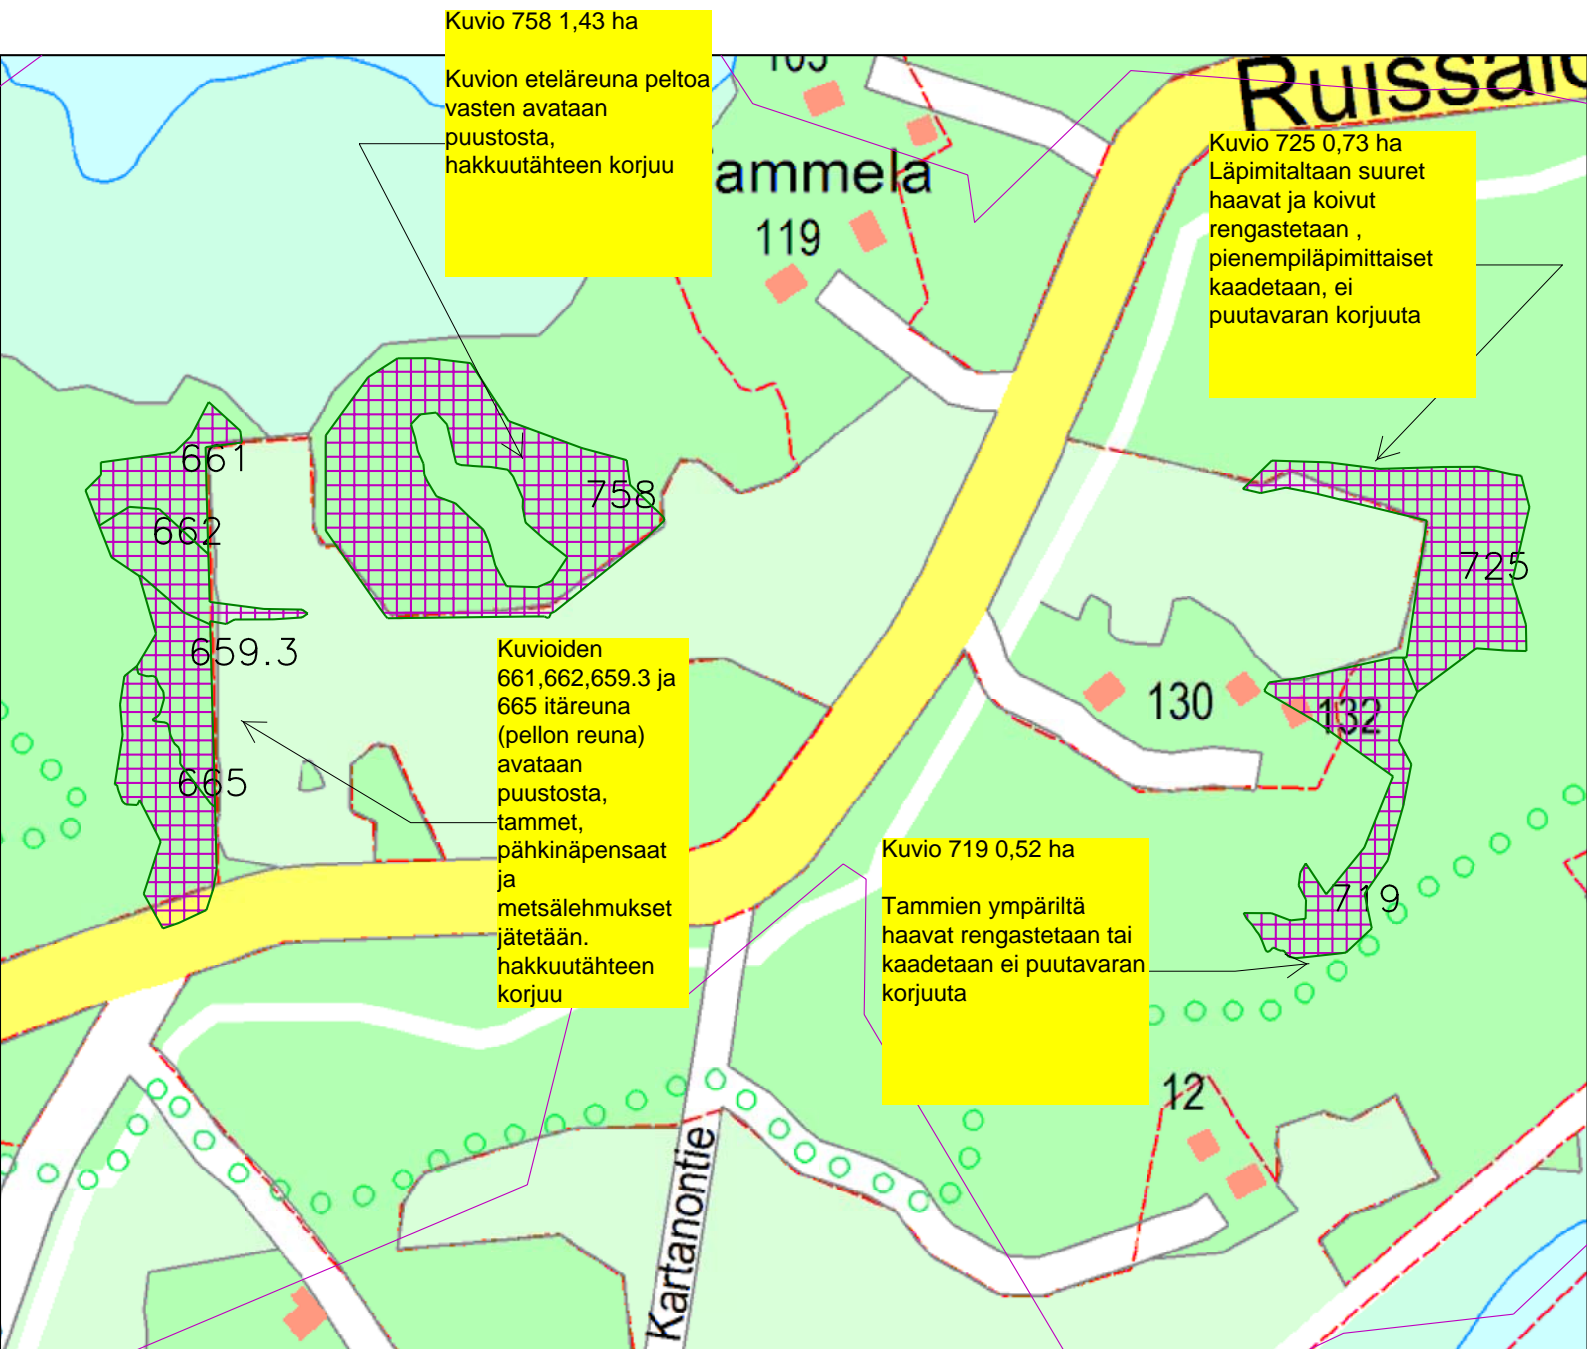 Kuvio 758 1,43 ha
Kuvion eteläreuna peltoa
vasten avataan
puustosta,
hakkuutähteen korjuu
ammela
119
Kuvio 725 0,73 ha
Läpimitaltaan suuret
haavat ja koivut
rengastetaan ,
pienempiläpimittaiset
kaadetaan, ei
puutavaran korjuuta
661
662
659.3
665
758
725
Kuvioiden
661,662,659.3 ja
665 itäreuna
(pellon reuna)
avataan
puustosta,
tammet,
pähkinäpensaat
ja
metsälehmukset
jätetään.
hakkuutähteen
korjuu
130
132
719
Kuvio 719 0,52 ha
Tammien ympäriltä
haavat rengastetaan tai
kaadetaan ei puutavaran
korjuuta
12
Kartanontie